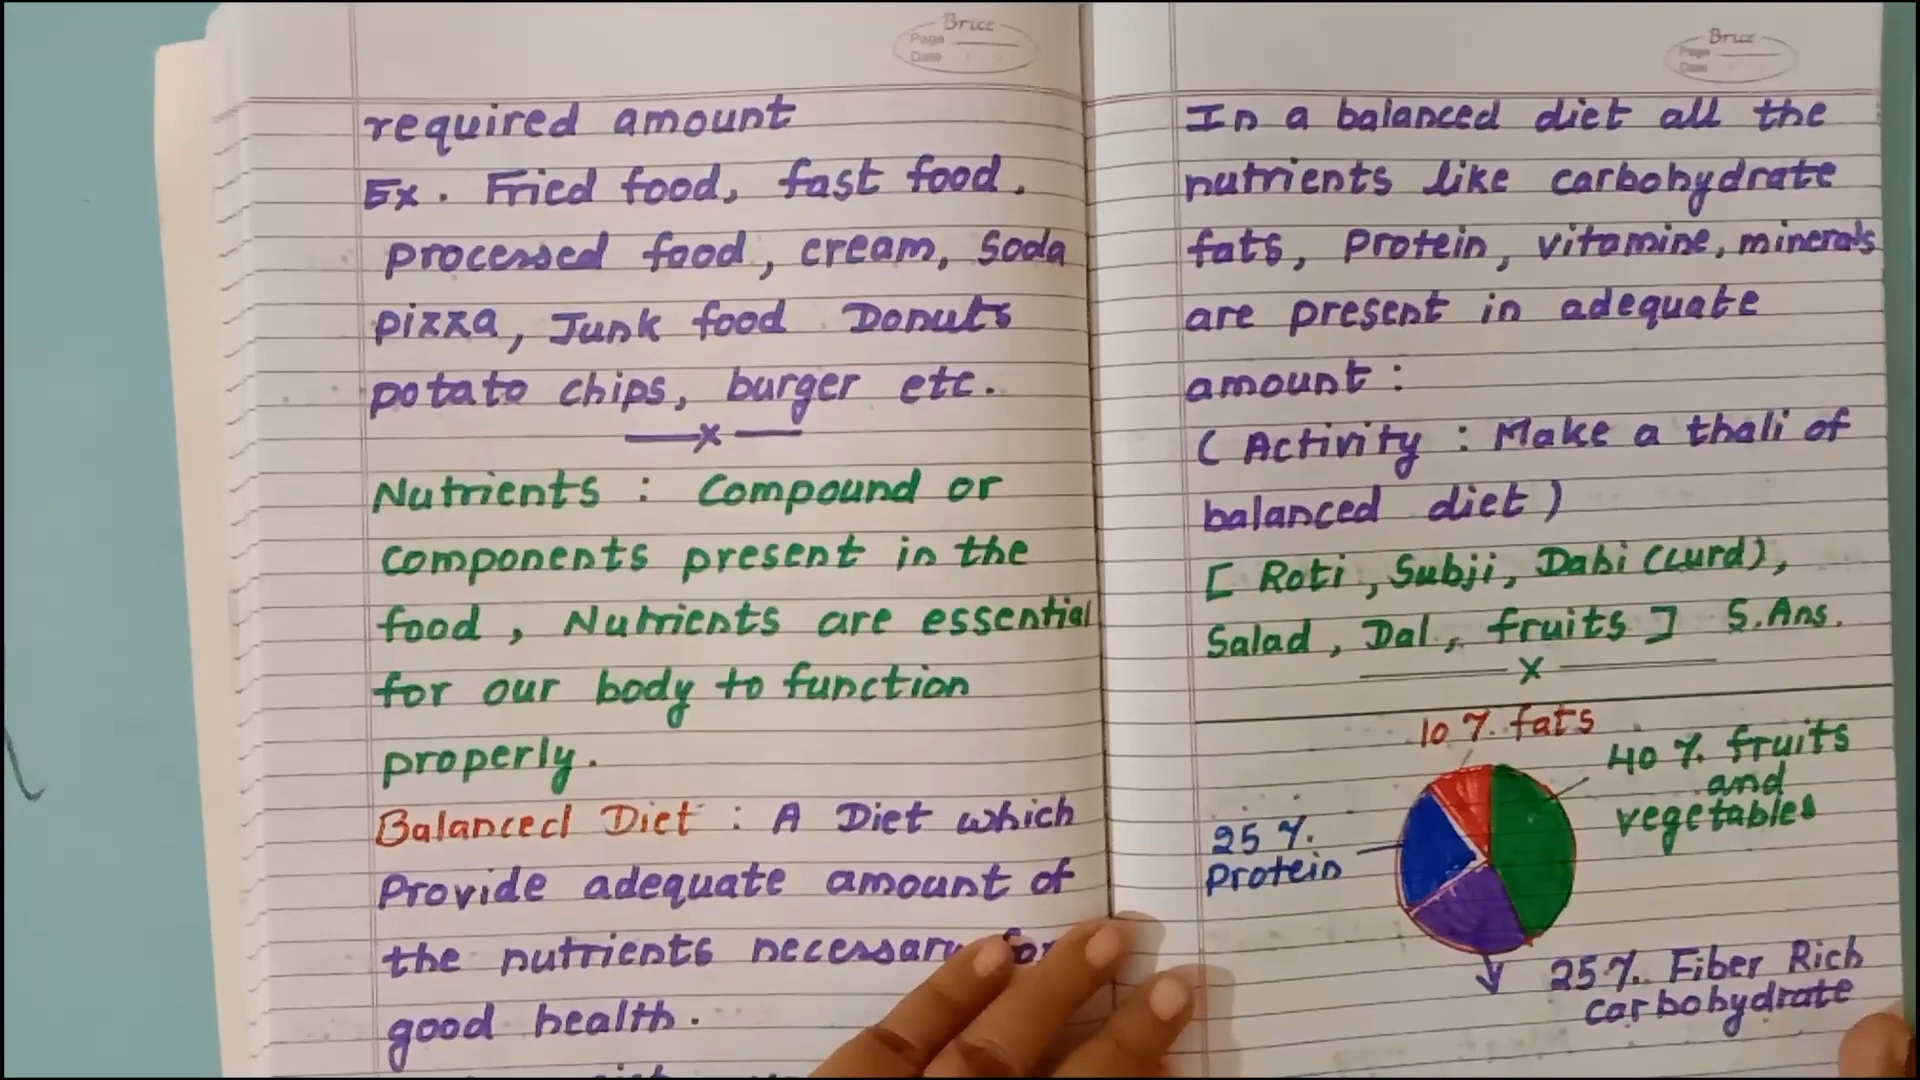 Brice
Page
Date
required amount
Ex. Fried food, fast food,
processed food, cream, Soda
pizza, Junk food Donuts
potato chips, burger etc.
Nutrients : Compound or
components present in the
food, Nutrients are essential
for our body to function
properly.
Balanced Diet : A Diet which
Provide adequate amount of
the nutrients necessary for
good health.
Brice
Page
Date
In a balanced diet all the
nutrients like carbohydrate
fats, Protein, vitamine, minerals
are present in adequate
amount :
( Activity : Make a thali of
balanced diet )
[ Roti, Subji, Dahi (Curd),
Salad, Dal, fruits ] S.Ans.
10 % fats
40 % fruits
and
vegetables
25 %.
Protein
25 %. Fiber Rich
carbohydrate